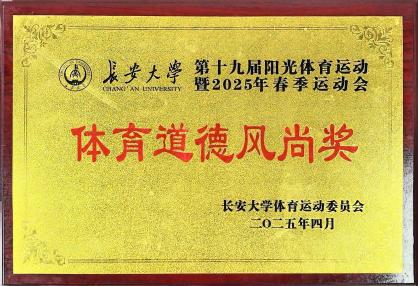 长安大学
CHANG'AN UNIVERSITY
第十九届阳光体育运动
暨2025年春季运动会
体育道德风尚奖
长安大学体育运动委员会
二〇二五年四月